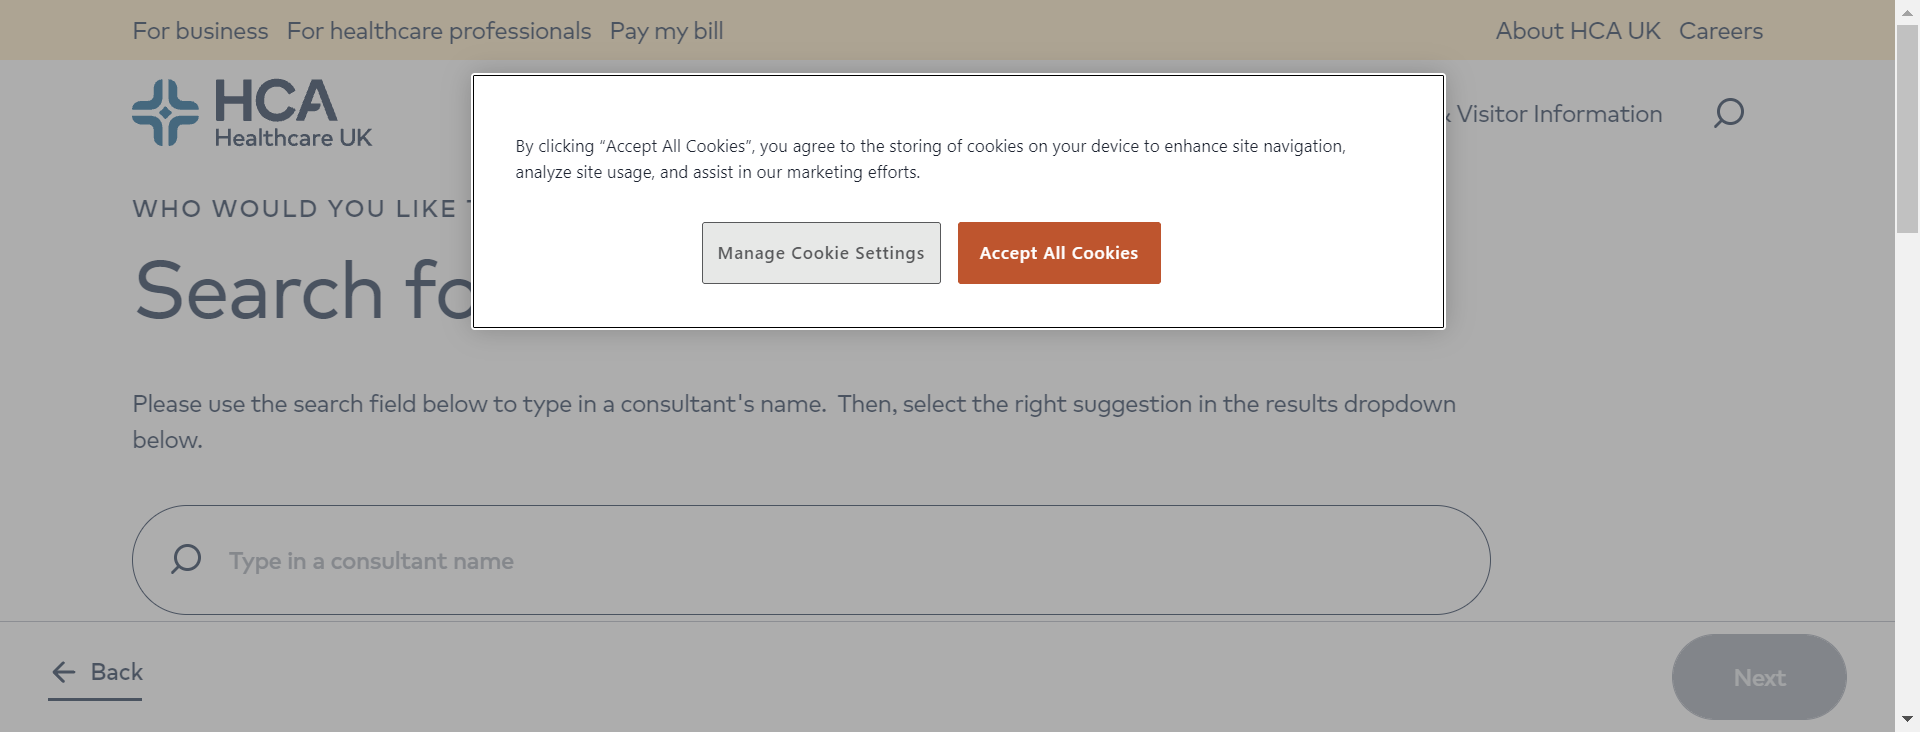 For business For healthcare professionals Pay my bill About HCA UK Careers
HCA
Healthcare UK
Visitor Information
By clicking “Accept All Cookies”, you agree to the storing of cookies on your device to enhance site navigation,
analyze site usage, and assist in our marketing efforts.
Manage Cookie Settings Accept All Cookies
WHO WOULD YOU LIKE
Search
Please use the search field below to type in a consultant's name. Then, select the right suggestion in the results dropdown
below.
Type in a consultant name
Back Next